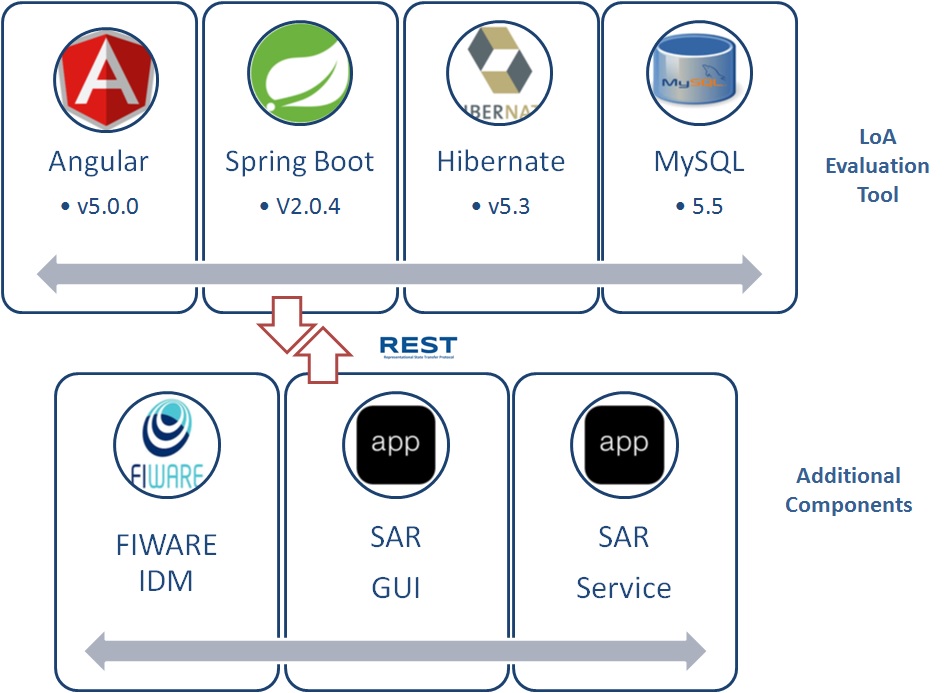 IBERNAT
MySQL
Angular
Spring Boot
Hibernate
MySQL
• v5.0.0
• V2.0.4
• v5.3
• 5.5
LoA
Evaluation
Tool
REST
Representational State Transfer Protocol
FIWARE
app
app
FIWARE
IDM
SAR
GUI
SAR
Service
Additional
Components